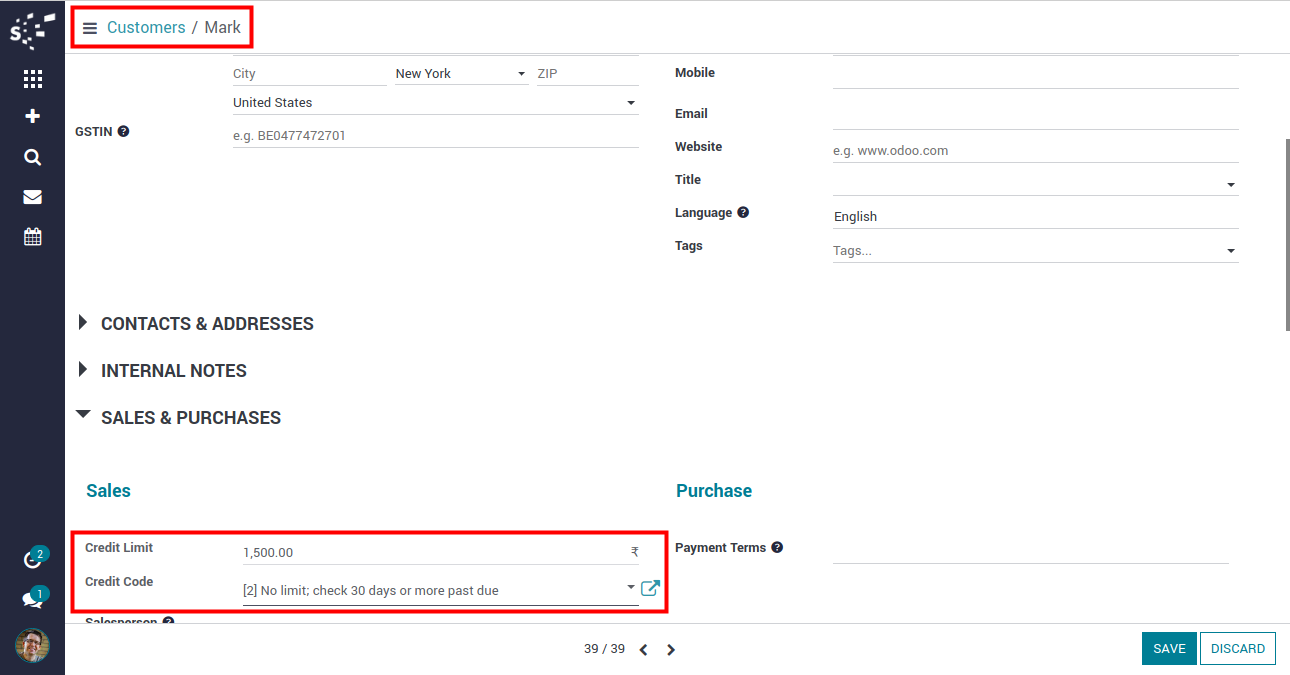 S
Customers / Mark
City New York ZIP
United States
GSTIN ?
e.g. BE0477472701
Mobile
Email
Website e.g. www.odoo.com
Title
Language ? English
Tags Tags...
CONTACTS & ADDRESSES
INTERNAL NOTES
SALES & PURCHASES
Sales
Credit Limit 1,500.00 ₹
Credit Code [2] No limit; check 30 days or more past due
Salesperson ?
Purchase
Payment Terms ?
2
1
39 / 39
SAVE DISCARD